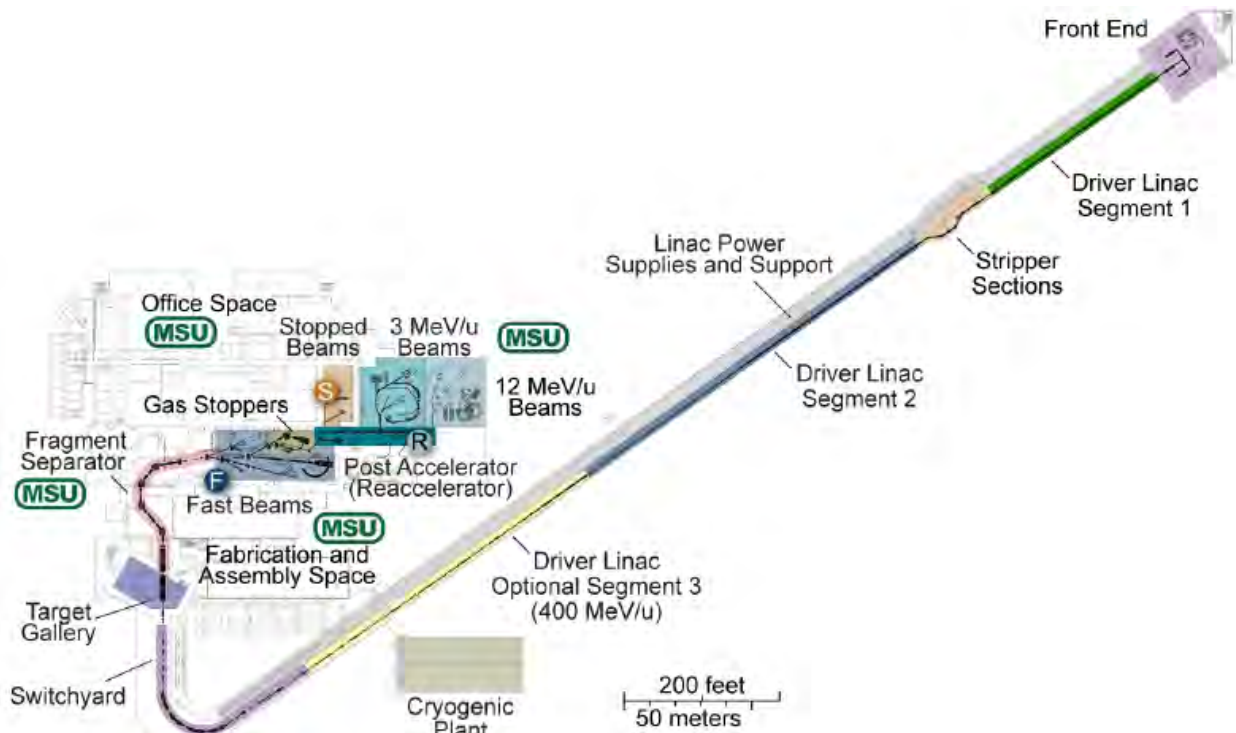 Front End
Driver Linac
Segment 1
Linac Power
Supplies and Support
Stripper
Sections
Office Space
MSU
Stopped
Beams
3 MeV/u
Beams
MSU
12 MeV/u
Beams
Driver Linac
Segment 2
S
Gas Stoppers
Fragment
Separator
MSU
R
Post Accelerator
(Reaccelerator)
F
Fast Beams
MSU
Fabrication and
Assembly Space
Driver Linac
Optional Segment 3
(400 MeV/u)
Target
Gallery
Switchyard
Cryogenic
Plant
200 feet
50 meters